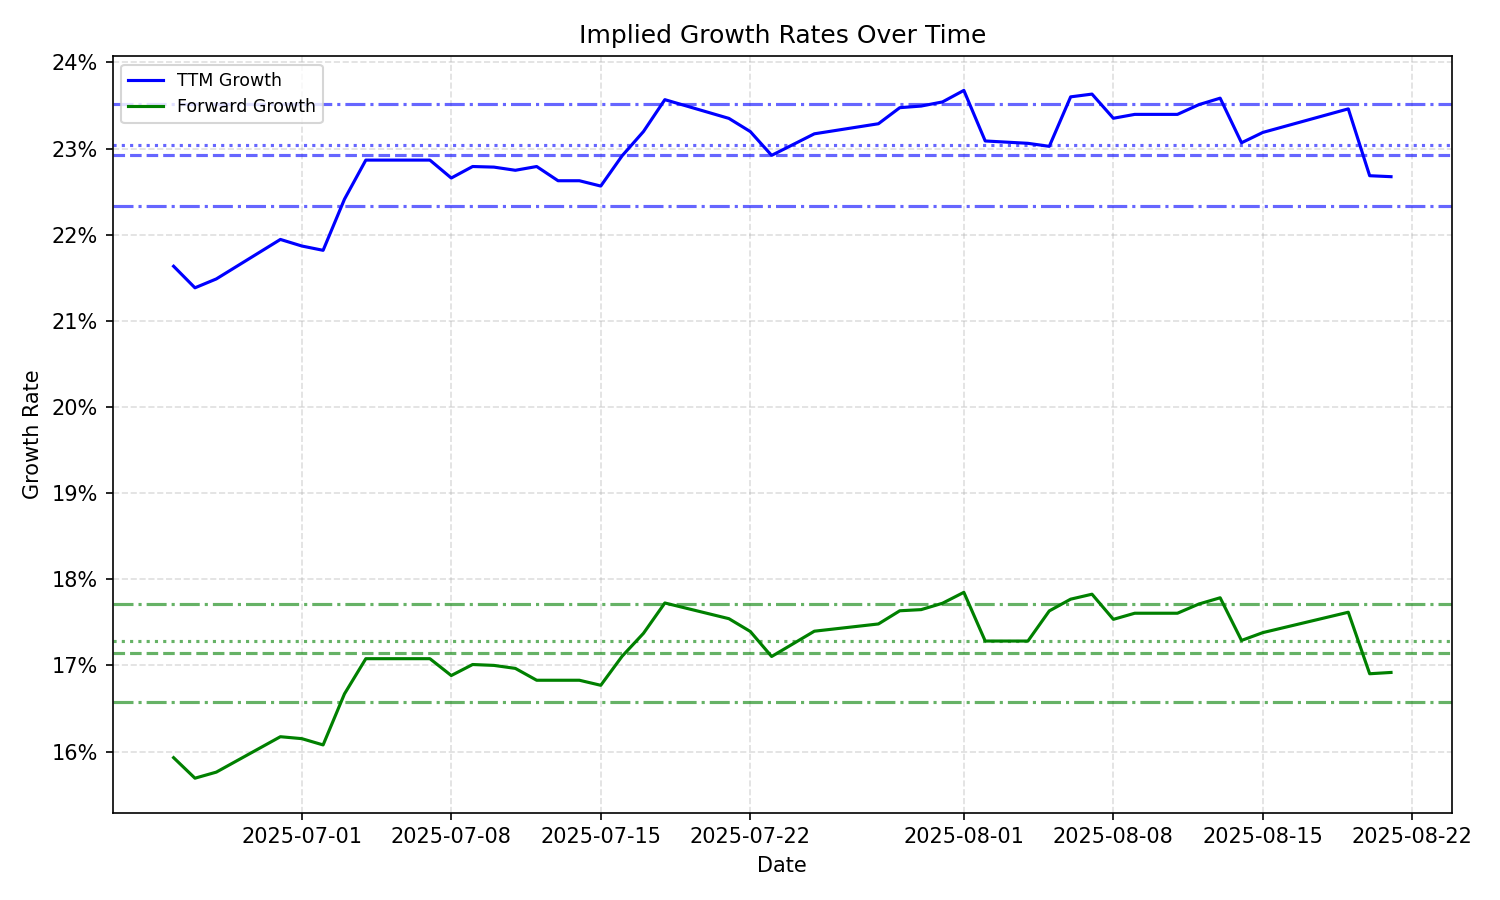 Implied Growth Rates Over Time
TTM Growth
Forward Growth
24%
23%
22%
21%
20%
19%
18%
17%
16%
Growth Rate
2025-07-01 2025-07-08 2025-07-15 2025-07-22 2025-08-01 2025-08-08 2025-08-15 2025-08-22
Date